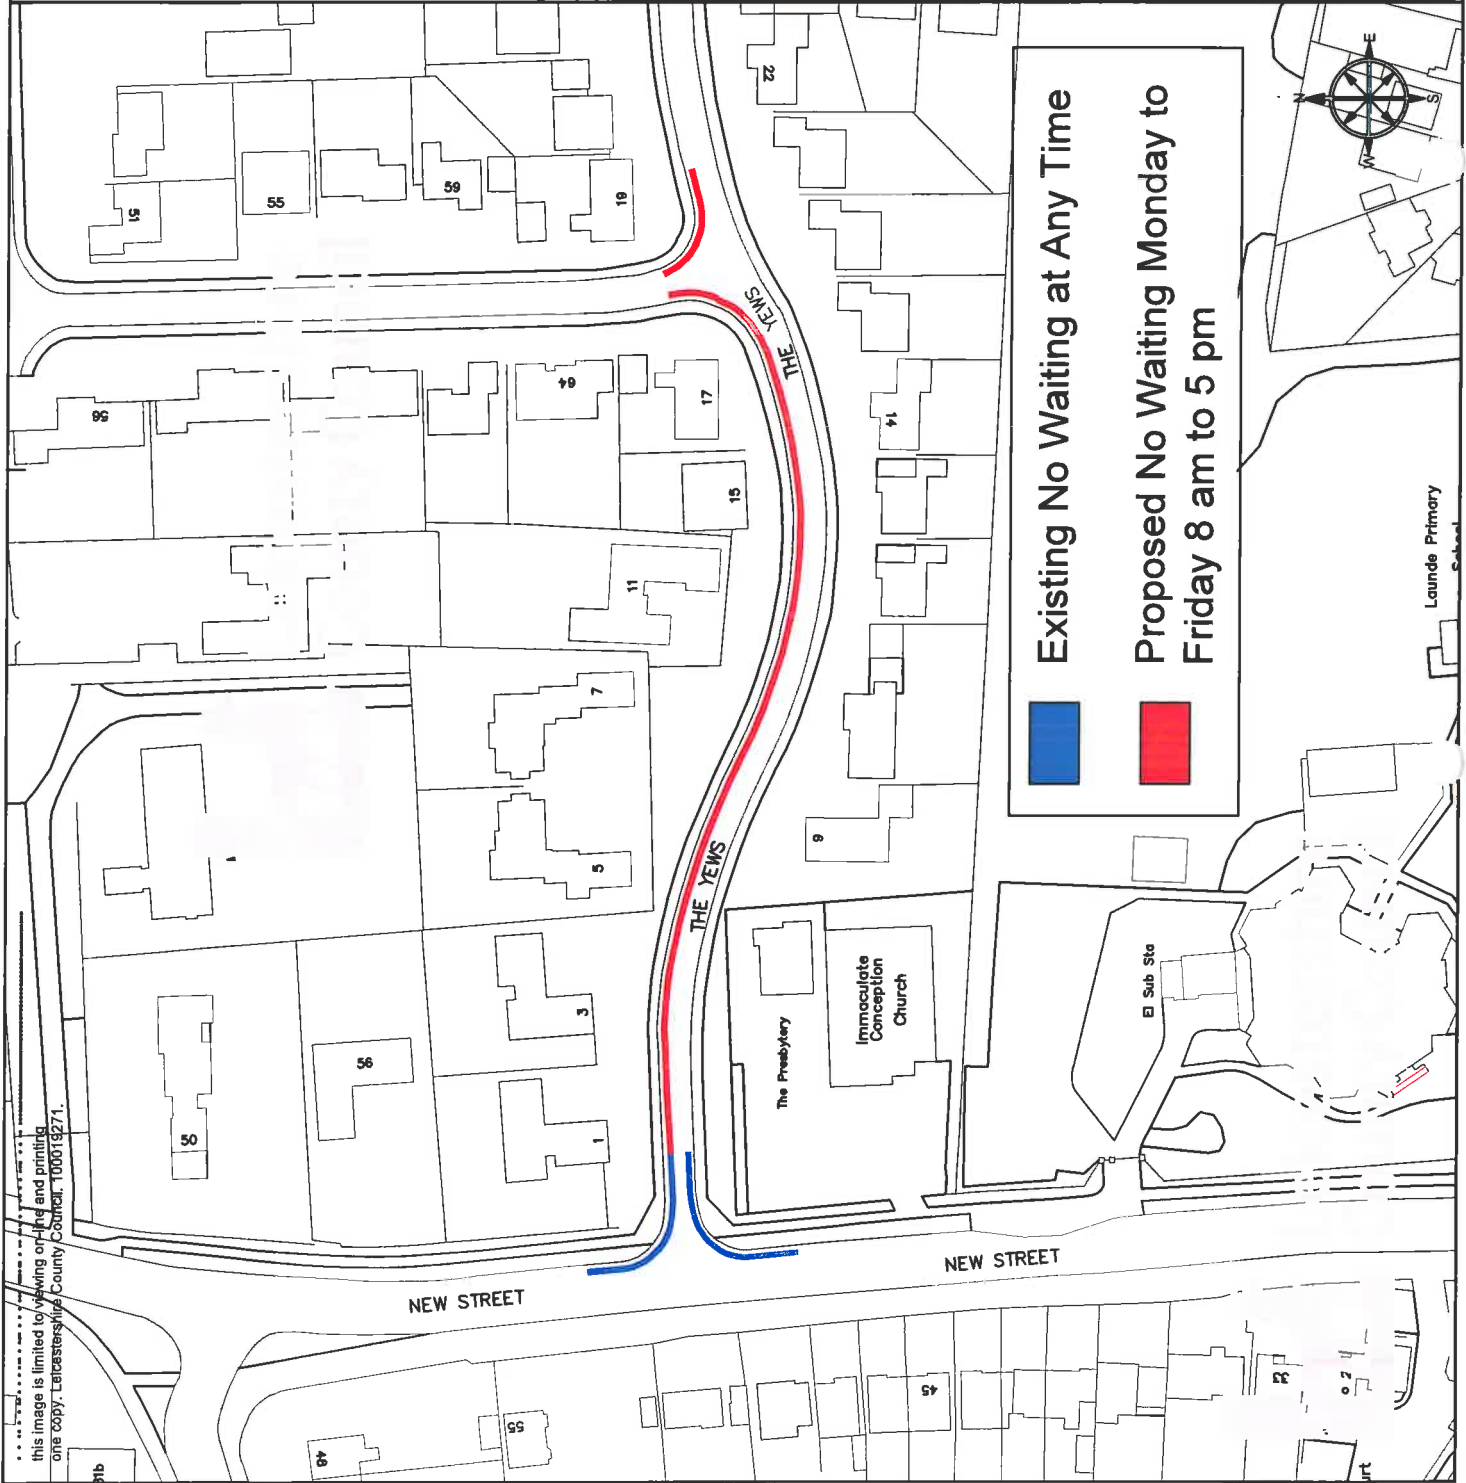 this image is limited to viewing on-line and printing
one copy. Leicestershire County Council. 100019271.
Existing No Waiting at Any Time
Proposed No Waiting Monday to
Friday 8 am to 5 pm
N
E
S
W
THE YEWS
THE YEWS
NEW STREET
NEW STREET
The Presbytery
Immaculate
Conception
Church
El Sub Sta
Launde Primary
School
51
55
59
19
22
64
17
15
14
11
7
5
9
3
1
56
50
48
55
45
33